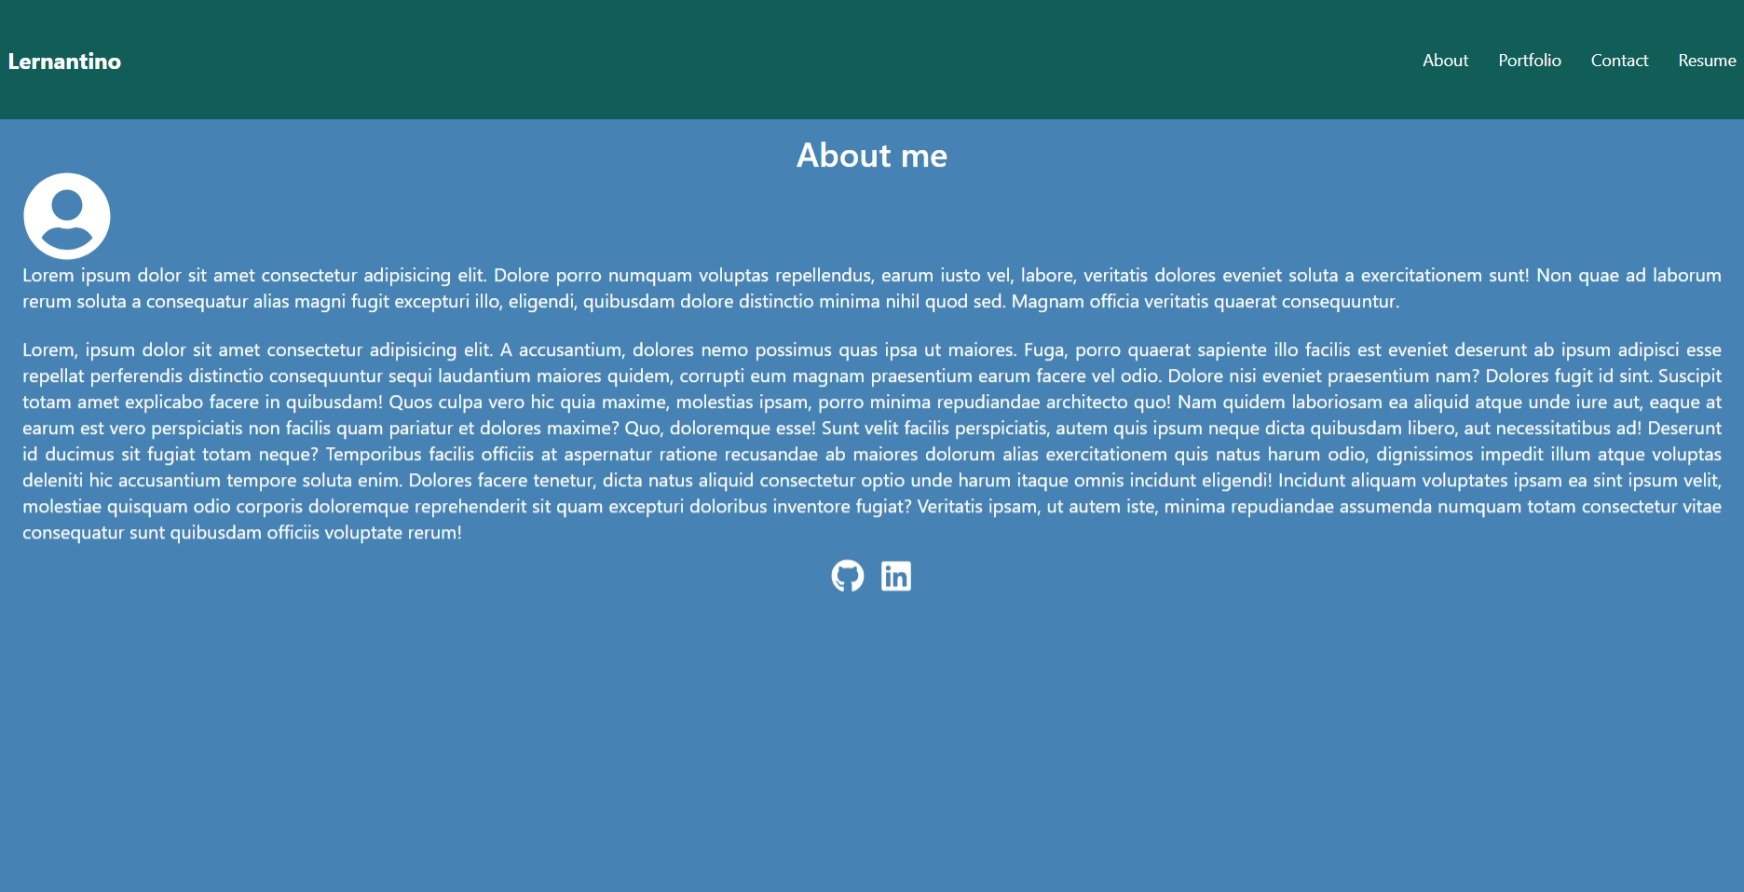 Lernantino
About Portfolio Contact Resume
About me
Lorem ipsum dolor sit amet consectetur adipisicing elit. Dolore porro numquam voluptas repellendus, earum iusto vel, labore, veritatis dolores eveniet soluta a exercitationem sunt! Non quae ad laborum
rerum soluta a consequatur alias magni fugit excepturi illo, eligendi, quibusdam dolore distinctio minima nihil quod sed. Magnam officia veritatis quaerat consequuntur.
Lorem, ipsum dolor sit amet consectetur adipisicing elit. A accusantium, dolores nemo possimus quas ipsa ut maiores. Fuga, porro quaerat sapiente illo facilis est eveniet deserunt ab ipsum adipisci esse
repellat perferendis distinctio consequuntur sequi laudantium maiores quidem, corrupti eum magnam praesentium earum facere vel odio. Dolore nisi eveniet praesentium nam? Dolores fugit id sint. Suscipit
totam amet explicabo facere in quibusdam! Quos culpa vero hic quia maxime, molestias ipsam, porro minima repudiandae architecto quo! Nam quidem laboriosam ea aliquid atque unde iure aut, eaque at
earum est vero perspiciatis non facilis quam pariatur et dolores maxime? Quo, doloremque esse! Sunt velit facilis perspiciatis, autem quis ipsum neque dicta quibusdam libero, aut necessitatibus ad! Deserunt
id ducimus sit fugiat totam neque? Temporibus facilis officiis at aspernatur ratione recusandae ab maiores dolorum alias exercitationem quis natus harum odio, dignissimos impedit illum atque voluptas
deleniti hic accusantium tempore soluta enim. Dolores facere tenetur, dicta natus aliquid consectetur optio unde harum itaque omnis incidunt eligendi! Incidunt aliquam voluptates ipsam ea sint ipsum velit,
molestiae quisquam odio corporis doloremque reprehenderit sit quam excepturi doloribus inventore fugiat? Veritatis ipsam, ut autem iste, minima repudiandae assumenda numquam totam consectetur vitae
consequatur sunt quibusdam officiis voluptate rerum!
in